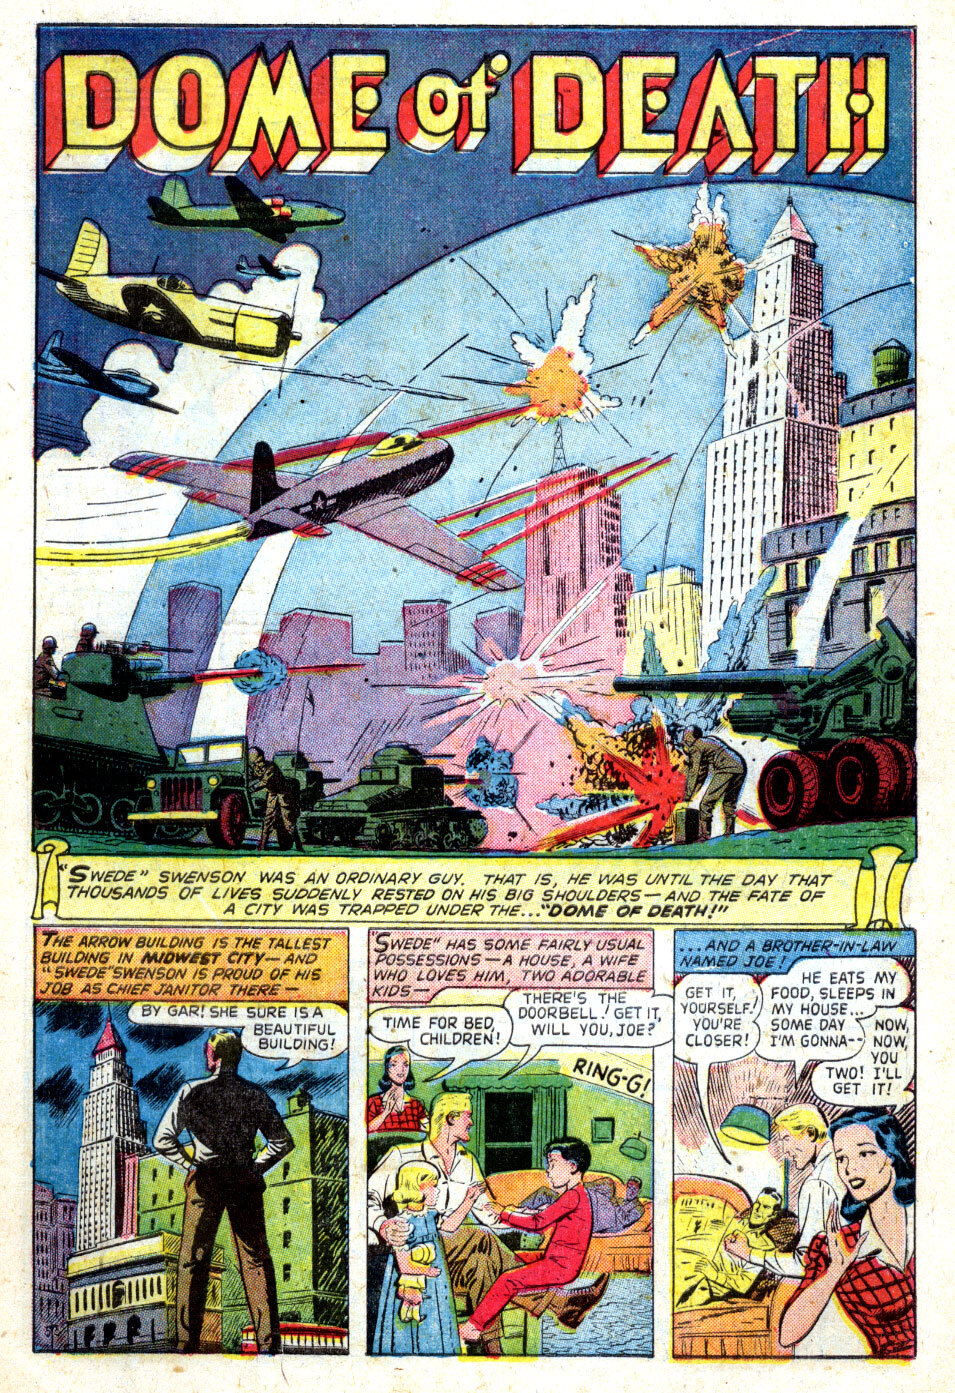 DOME of DEATH
"SWEDE" SWENSON WAS AN ORDINARY GUY. THAT IS, HE WAS UNTIL THE DAY THAT
THOUSANDS OF LIVES SUDDENLY RESTED ON HIS BIG SHOULDERS—AND THE FATE OF
A CITY WAS TRAPPED UNDER THE..."DOME OF DEATH!"
THE ARROW BUILDING IS THE TALLEST
BUILDING IN MIDWEST CITY—AND
"SWEDE" SWENSON IS PROUD OF HIS
JOB AS CHIEF JANITOR THERE—
BY GAR! SHE SURE IS A
BEAUTIFUL
BUILDING!
"SWEDE" HAS SOME FAIRLY USUAL
POSSESSIONS—A HOUSE, A WIFE
WHO LOVES HIM, TWO ADORABLE
KIDS—
TIME FOR BED,
CHILDREN!
THERE'S THE
DOORBELL! GET IT,
WILL YOU, JOE?
RING-G!
...AND A BROTHER-IN-LAW
NAMED JOE!
GET IT,
YOURSELF!
YOU'RE
CLOSER!
HE EATS MY
FOOD, SLEEPS IN
MY HOUSE...
SOME DAY
I'M GONNA--
NOW,
NOW,
YOU
TWO! I'LL
GET IT!